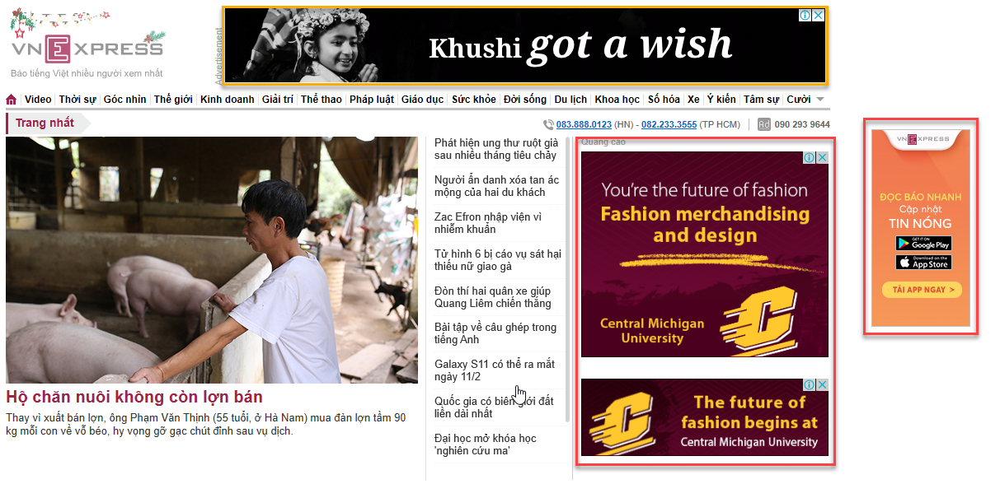 VNEXPRESS
Báo tiếng Việt nhiều người xem nhất
Advertisement
Khushi got a wish
Video Thời sự Góc nhìn Thế giới Kinh doanh Giải trí Thể thao Pháp luật Giáo dục Sức khỏe Đời sống Du lịch Khoa học Số hóa Xe Ý kiến Tâm sự Cười
Trang nhất
083.888.0123 (HN) - 082.233.3555 (TP HCM) Ad 090 293 9644
Hộ chăn nuôi không còn lợn bán
Thay vì xuất bán lợn, ông Phạm Văn Thịnh (55 tuổi, ở Hà Nam) mua đàn lợn tầm 90
kg mỗi con về vỗ béo, hy vọng gỡ gạc chút đỉnh sau vụ dịch.
Phát hiện ung thư ruột già
sau nhiều tháng tiêu chảy
Người ẩn danh xóa tan ác
mộng của hai du khách
Zac Efron nhập viện vì
nhiễm khuẩn
Tử hình 6 bị cáo vụ sát hại
thiếu nữ giao gà
Đòn thí hai quân xe giúp
Quang Liêm chiến thắng
Bài tập về câu ghép trong
tiếng Anh
Galaxy S11 có thể ra mắt
ngày 11/2
Quốc gia có biên giới đất
liền dài nhất
Đại học mở khóa học
'nghiên cứu ma'
Quảng cáo
You're the future of fashion
Fashion merchandising
and design
Central Michigan
University
C
C
The future of
fashion begins at
Central Michigan University
VNEXPRESS
ĐỌC BÁO NHANH
Cập nhật
TIN NÓNG
GET IT ON
Google Play
Download on the
App Store
TẢI APP NGAY >